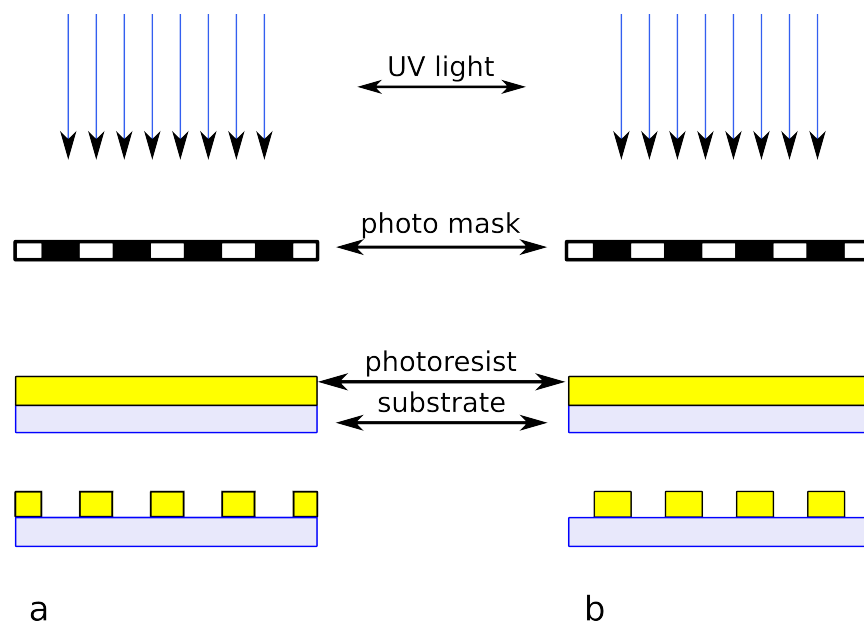 UV light
photo mask
photoresist
substrate
a
b